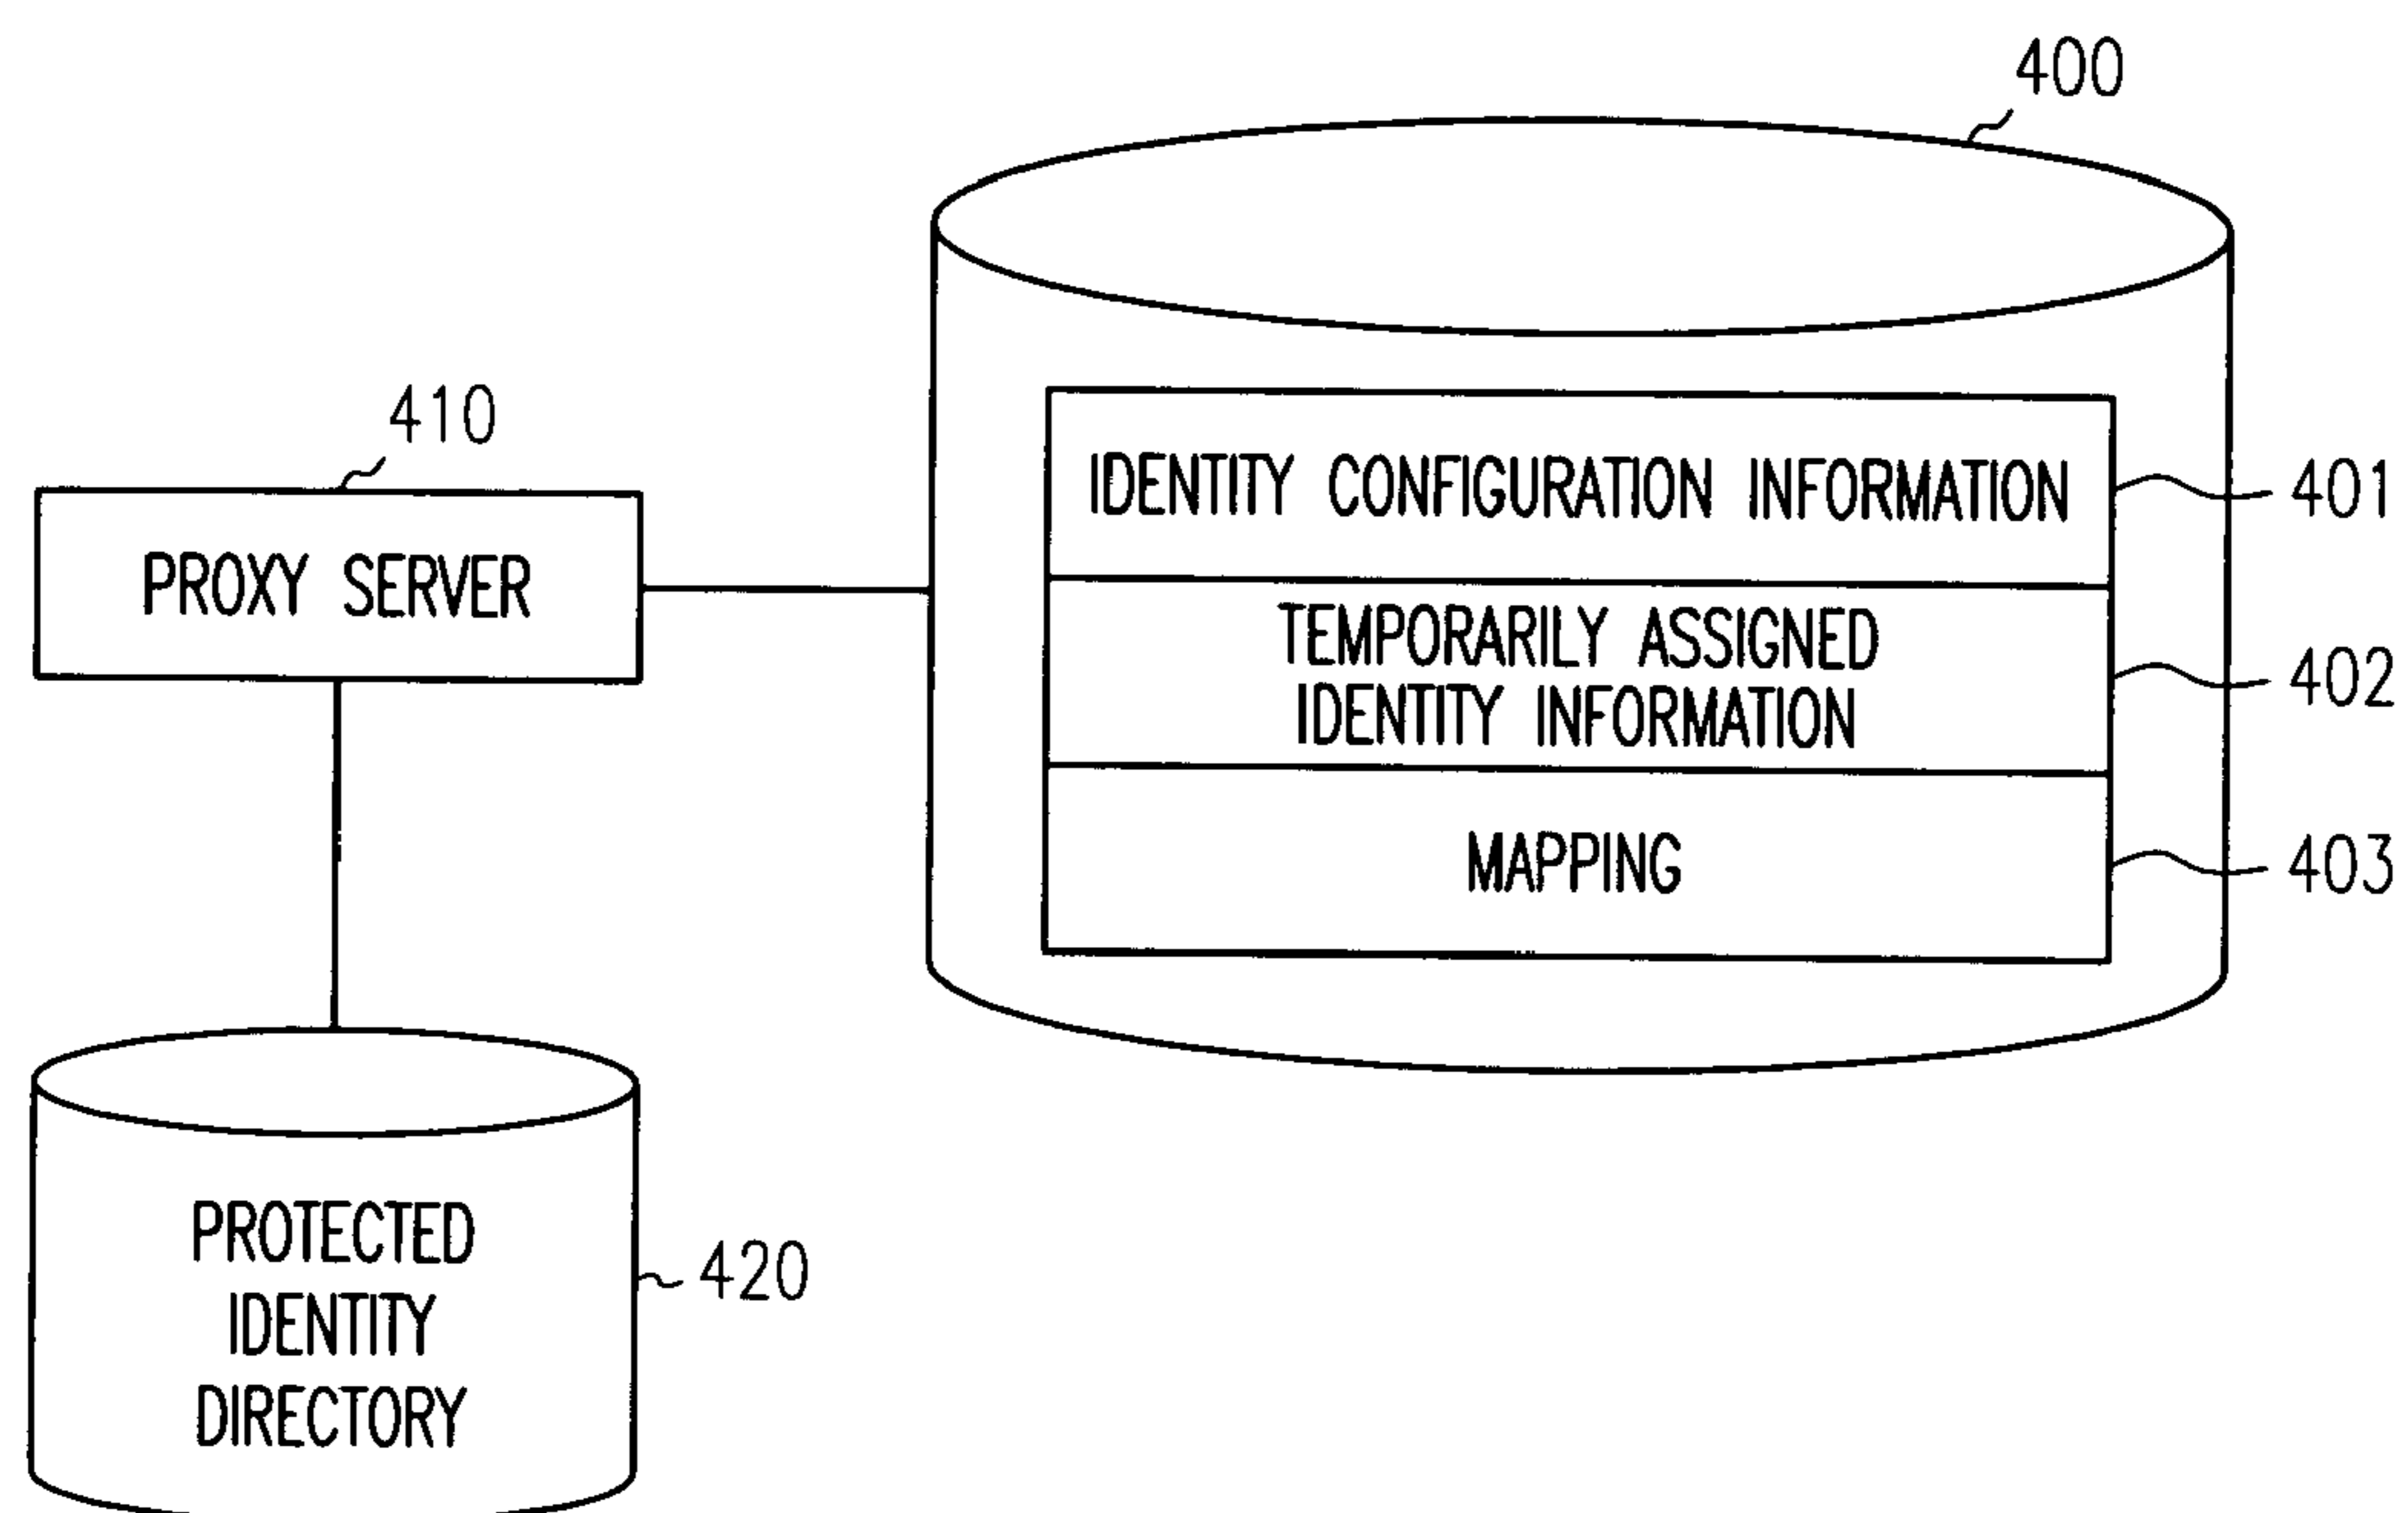 400
410
IDENTITY CONFIGURATION INFORMATION
401
PROXY SERVER
TEMPORARILY ASSIGNED
IDENTITY INFORMATION
402
MAPPING
403
PROTECTED
IDENTITY
DIRECTORY
420